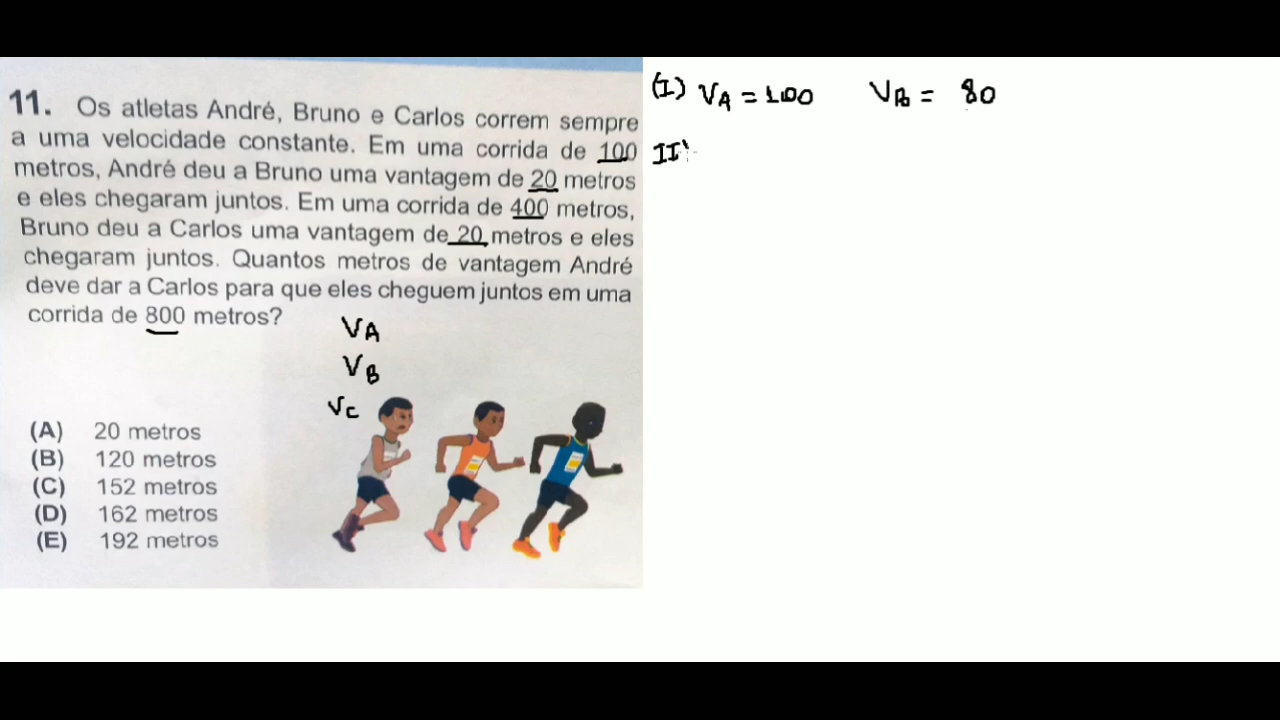 11. Os atletas André, Bruno e Carlos correm sempre
a uma velocidade constante. Em uma corrida de 100
metros, André deu a Bruno uma vantagem de 20 metros
e eles chegaram juntos. Em uma corrida de 400 metros,
Bruno deu a Carlos uma vantagem de 20 metros e eles
chegaram juntos. Quantos metros de vantagem André
deve dar a Carlos para que eles cheguem juntos em uma
corrida de 800 metros?
VA
VB
VC
(A) 20 metros
(B) 120 metros
(C) 152 metros
(D) 162 metros
(E) 192 metros
(I) VA = 100 VB = 80
II